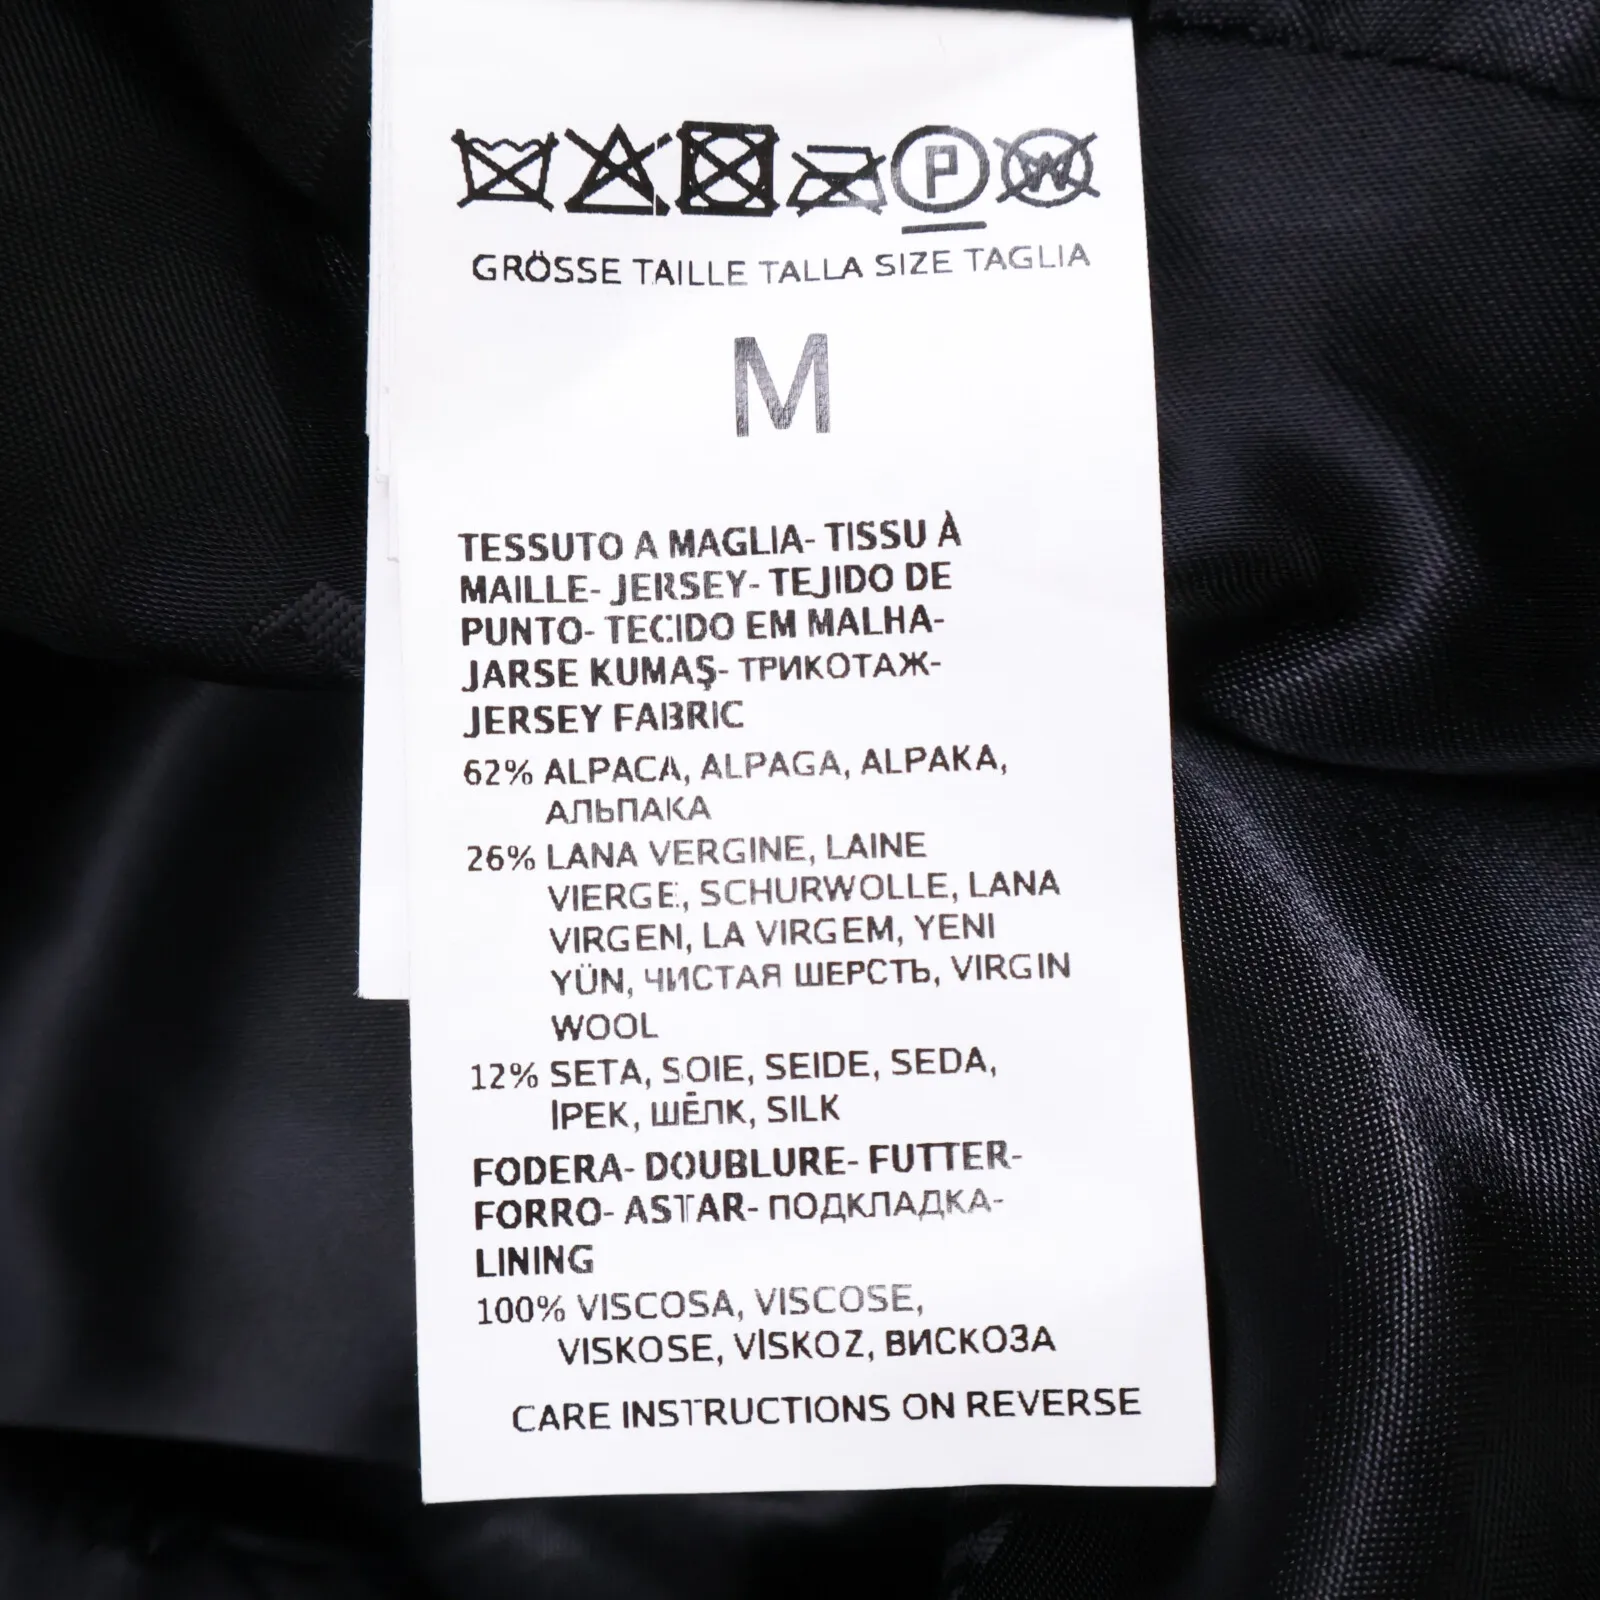 P W
GRÖSSE TAILLE TALLA SIZE TAGLIA
M
TESSUTO A MAGLIA- TISSU À
MAILLE- JERSEY- TEJIDO DE
PUNTO- TECIDO EM MALHA-
JARSE KUMAŞ- ТРИКОТАЖ-
JERSEY FABRIC
62% ALPACA, ALPAGA, ALPAKA,
АЛЬПАКА
26% LANA VERGINE, LAINE
VIERGE, SCHURWOLLE, LANA
VIRGEN, LA VIRGEM, YENI
YÜN, ЧИСТАЯ ШЕРСТЬ, VIRGIN
WOOL
12% SETA, SOIE, SEIDE, SEDA,
İPEK, ШЁЛК, SILK
FODERA- DOUBLURE- FUTTER-
FORRO- ASTAR- ПОДКЛАДКА-
LINING
100% VISCOSA, VISCOSE,
VISKOSE, VİSKOZ, ВИСКОЗА
CARE INSTRUCTIONS ON REVERSE